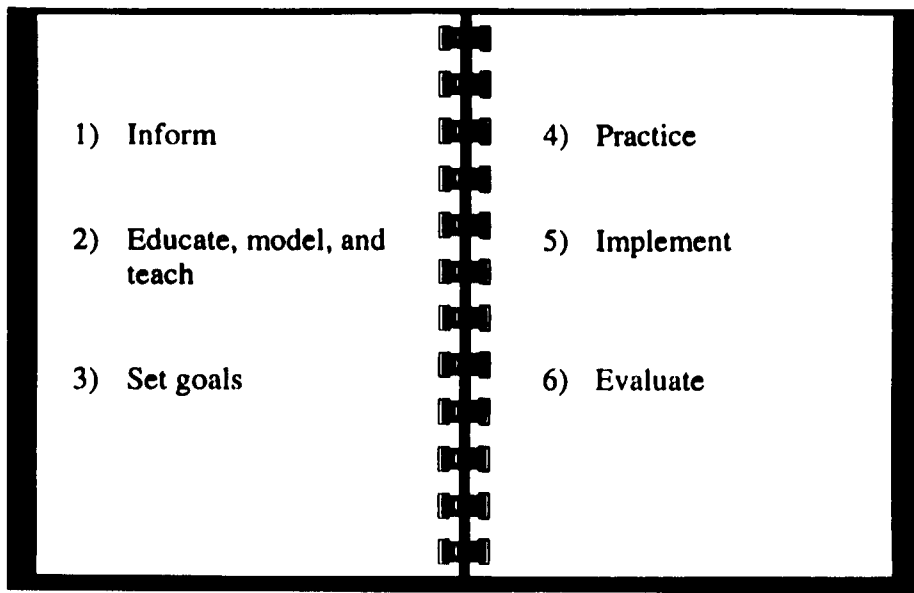 1) Inform
2) Educate, model, and
teach
3) Set goals
4) Practice
5) Implement
6) Evaluate